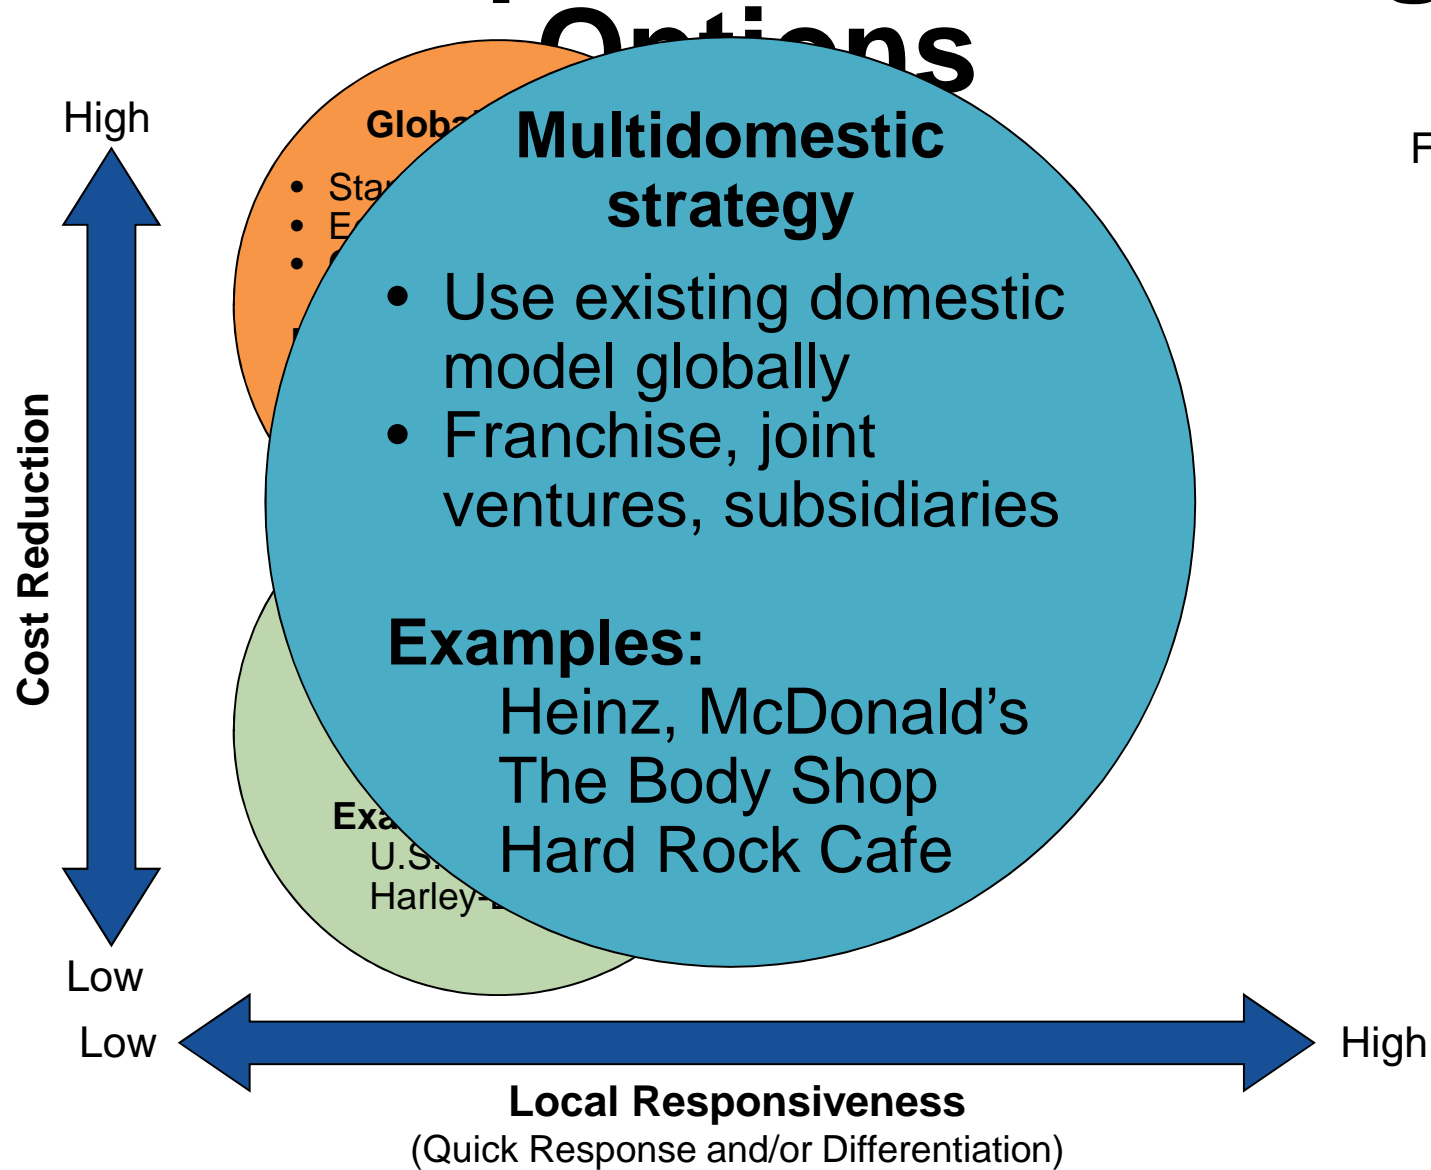 Options
High
Multidomestic
strategy
• Use existing domestic
model globally
• Franchise, joint
ventures, subsidiaries
Examples:
Heinz, McDonald’s
The Body Shop
Hard Rock Cafe
U.S.
Harley-
Cost Reduction
Low
Low
High
Local Responsiveness
(Quick Response and/or Differentiation)